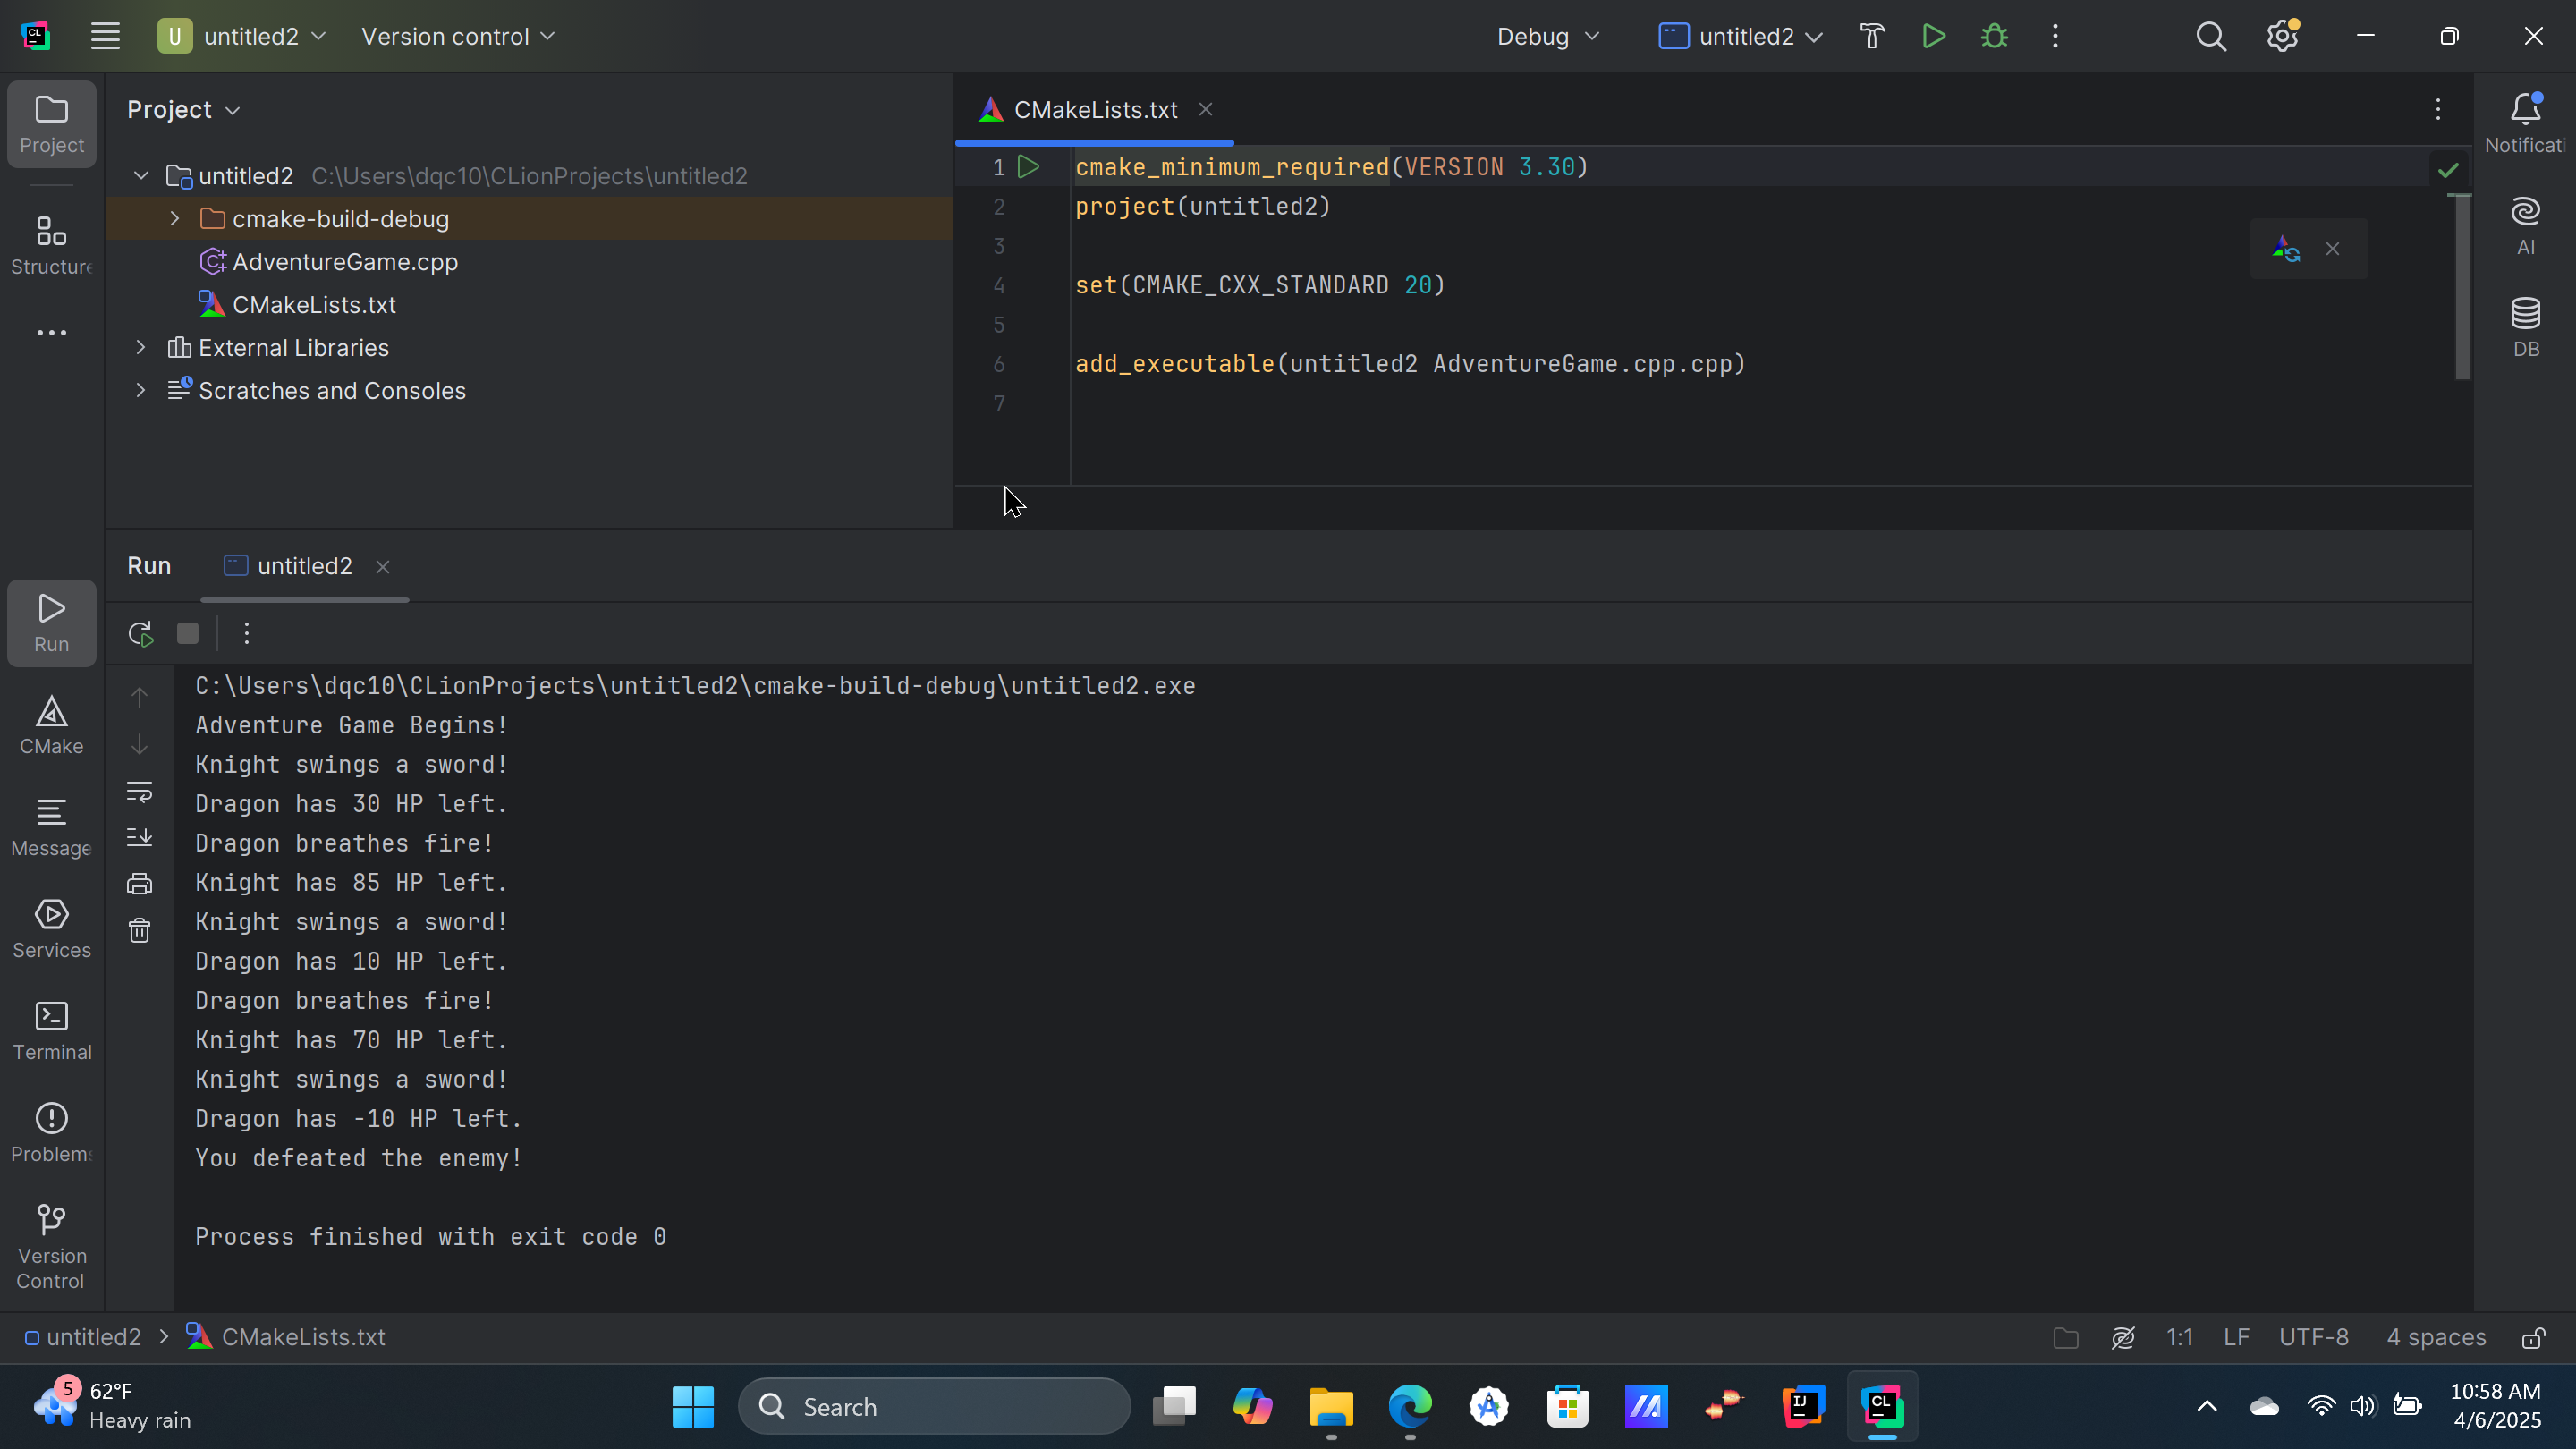 U untitled2 Version control Debug untitled2
Project
CMakeLists.txt
Project
Structure
untitled2 C:\Users\dqc10\CLionProjects\untitled2
cmake-build-debug
AdventureGame.cpp
CMakeLists.txt
External Libraries
Scratches and Consoles
1 cmake_minimum_required(VERSION 3.30)
2 project(untitled2)
3
4 set(CMAKE_CXX_STANDARD 20)
5
6 add_executable(untitled2 AdventureGame.cpp.cpp)
7
Notificati
AI
DB
Run untitled2
Run
CMake
Message
Services
Terminal
Problems
Version
Control
C:\Users\dqc10\CLionProjects\untitled2\cmake-build-debug\untitled2.exe
Adventure Game Begins!
Knight swings a sword!
Dragon has 30 HP left.
Dragon breathes fire!
Knight has 85 HP left.
Knight swings a sword!
Dragon has 10 HP left.
Dragon breathes fire!
Knight has 70 HP left.
Knight swings a sword!
Dragon has -10 HP left.
You defeated the enemy!
Process finished with exit code 0
untitled2 > CMakeLists.txt 1:1 LF UTF-8 4 spaces
5 62°F
Heavy rain
Search
IJ
CL
10:58 AM
4/6/2025